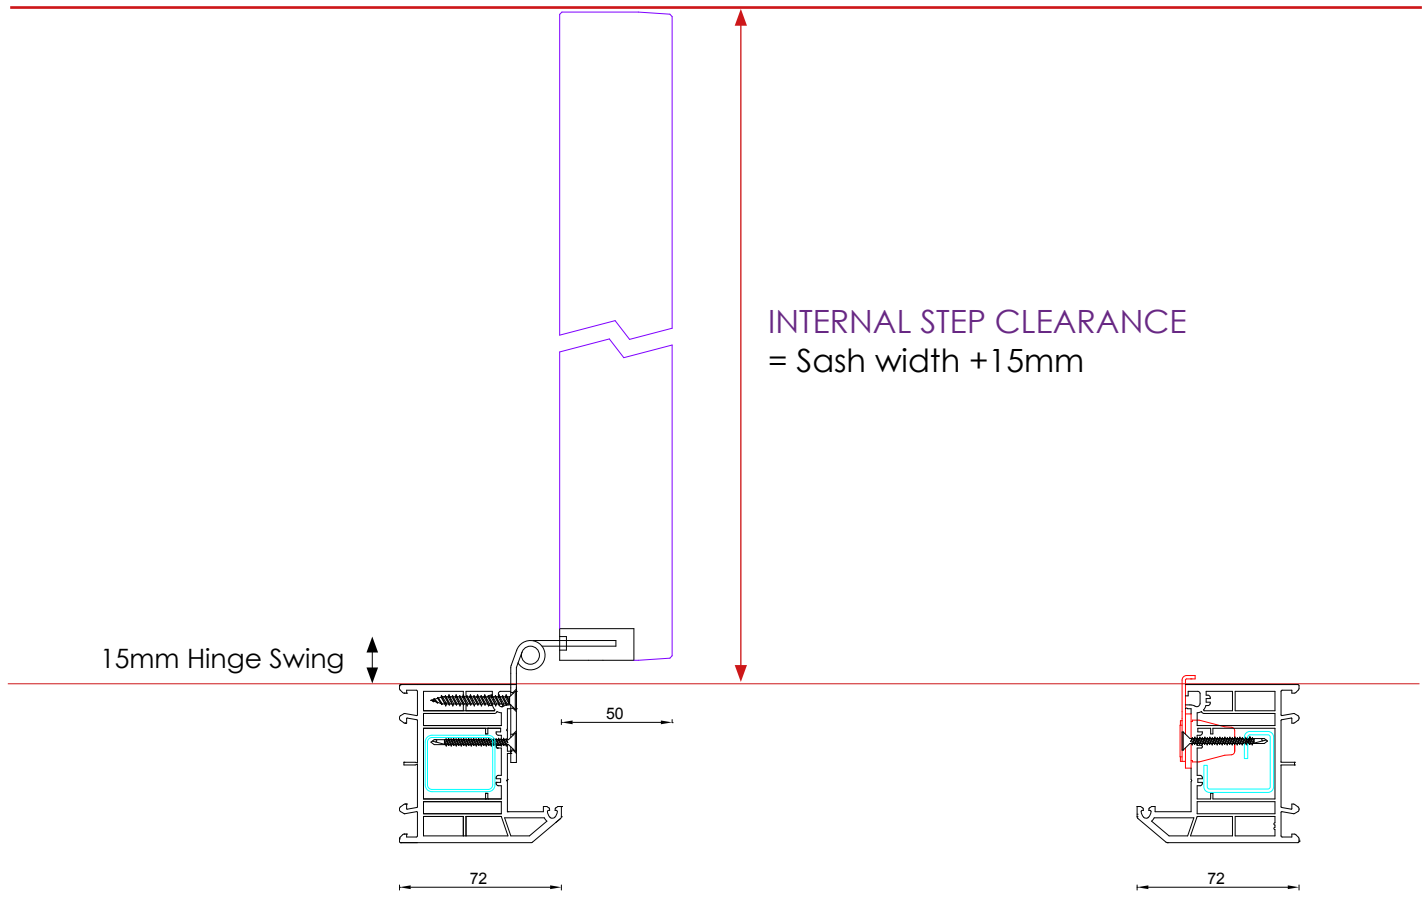 INTERNAL STEP CLEARANCE
= Sash width +15mm
15mm Hinge Swing
50
72
72